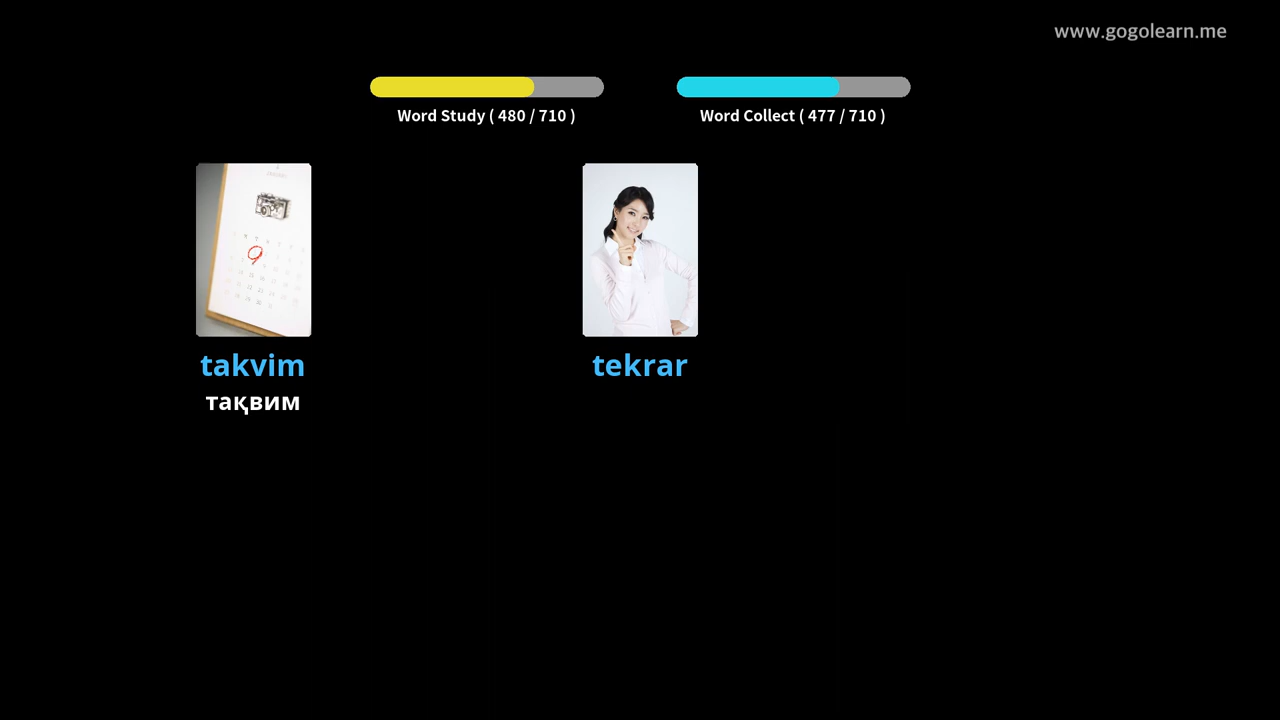 www.gogolearn.me
Word Study ( 480 / 710 )
Word Collect ( 477 / 710 )
takvim
тақвим
tekrar